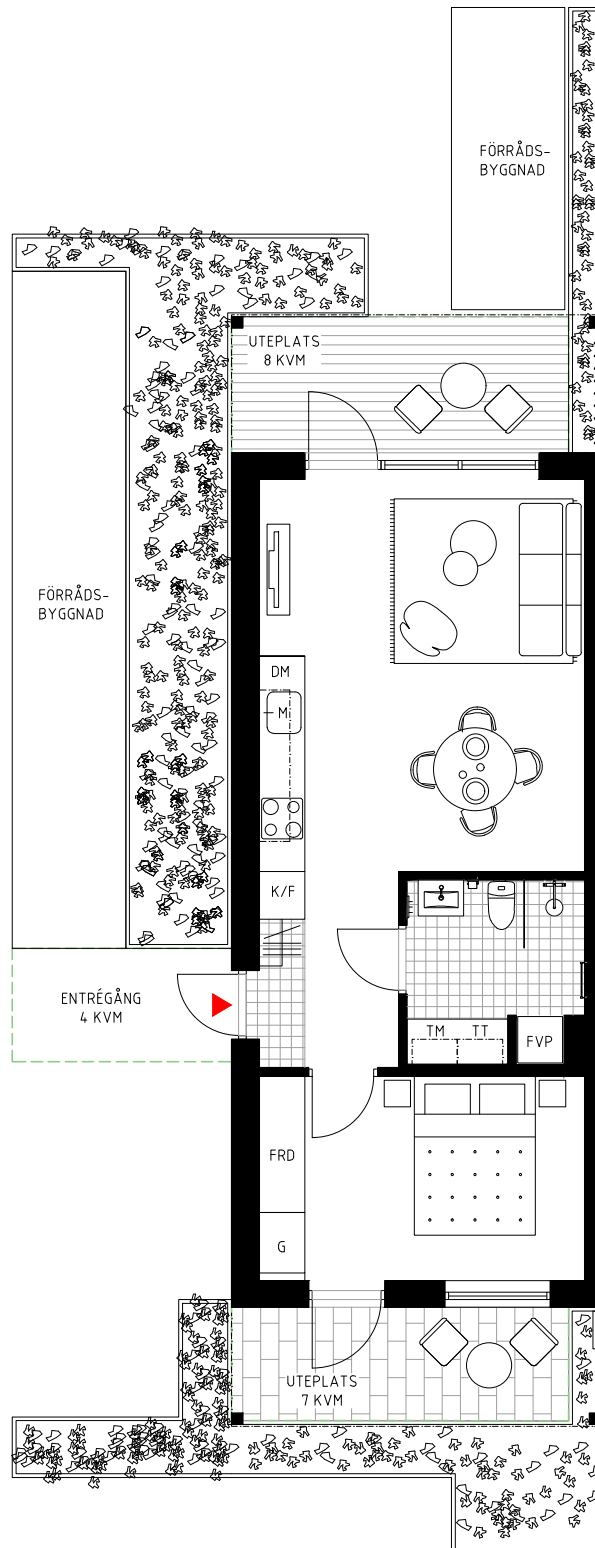 FÖRRÅDS-
BYGGNAD
UTEPLATS
8 KVM
FÖRRÅDS-
BYGGNAD
DM
M
K/F
ENTRÉGÅNG
4 KVM
TM TT
FVP
FRD
G
UTEPLATS
7 KVM